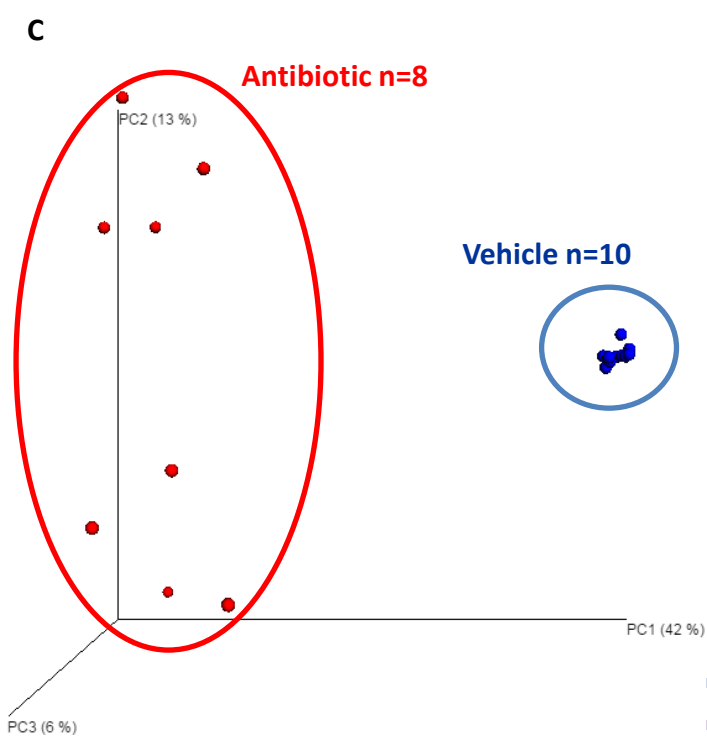 C
Antibiotic n=8
PC2 (13 %)
Vehicle n=10
PC1 (42 %)
PC3 (6 %)